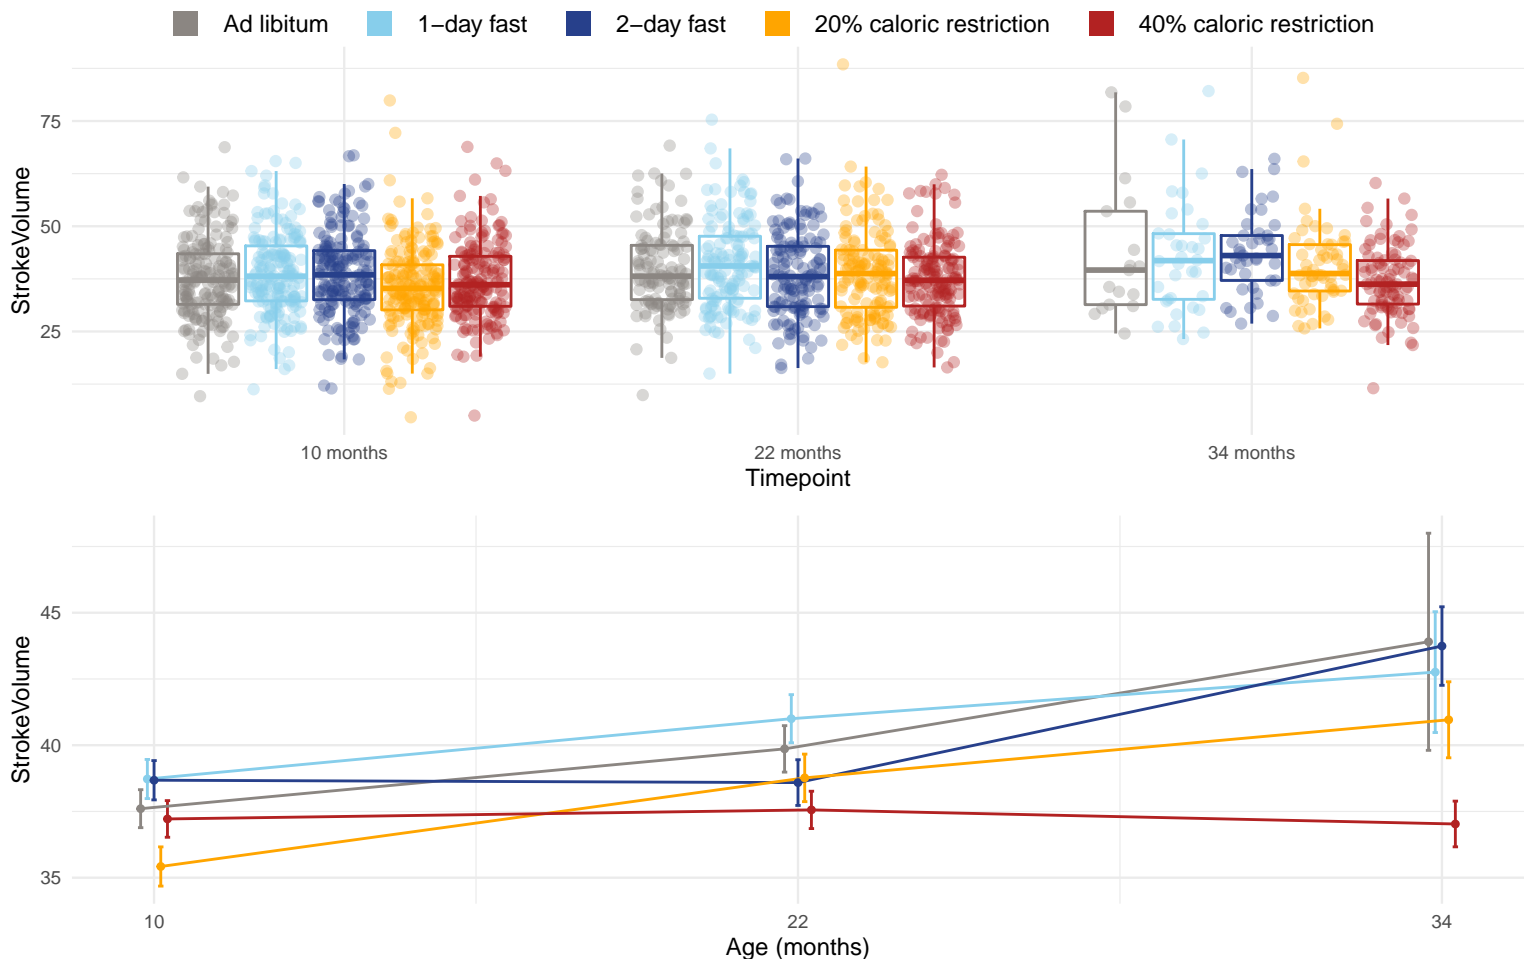 Ad libitum 1−day fast 2−day fast 20% caloric restriction 40% caloric restriction
StrokeVolume
75
50
25
10 months 22 months 34 months
Timepoint
StrokeVolume
45
40
35
10 22 34
Age (months)